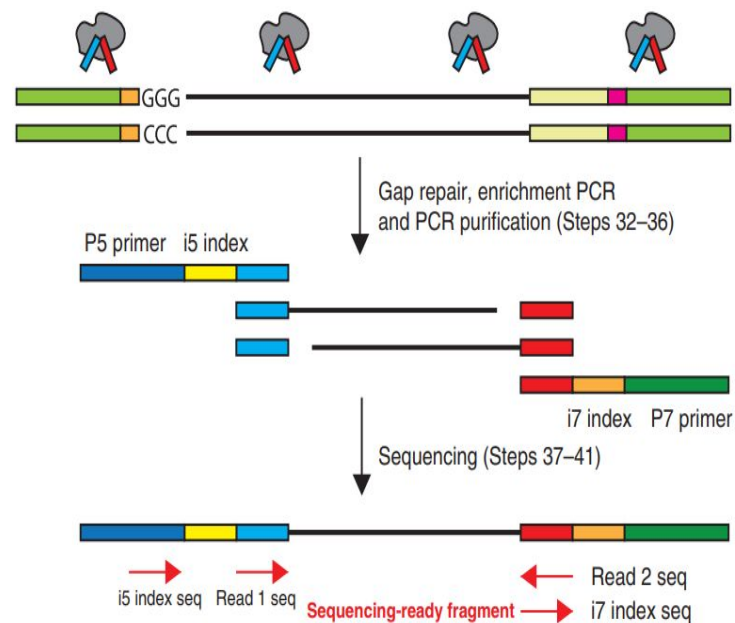 GGG
CCC
Gap repair, enrichment PCR
and PCR purification (Steps 32–36)
P5 primer i5 index
i7 index P7 primer
Sequencing (Steps 37–41)
i5 index seq Read 1 seq
Read 2 seq
Sequencing-ready fragment
i7 index seq